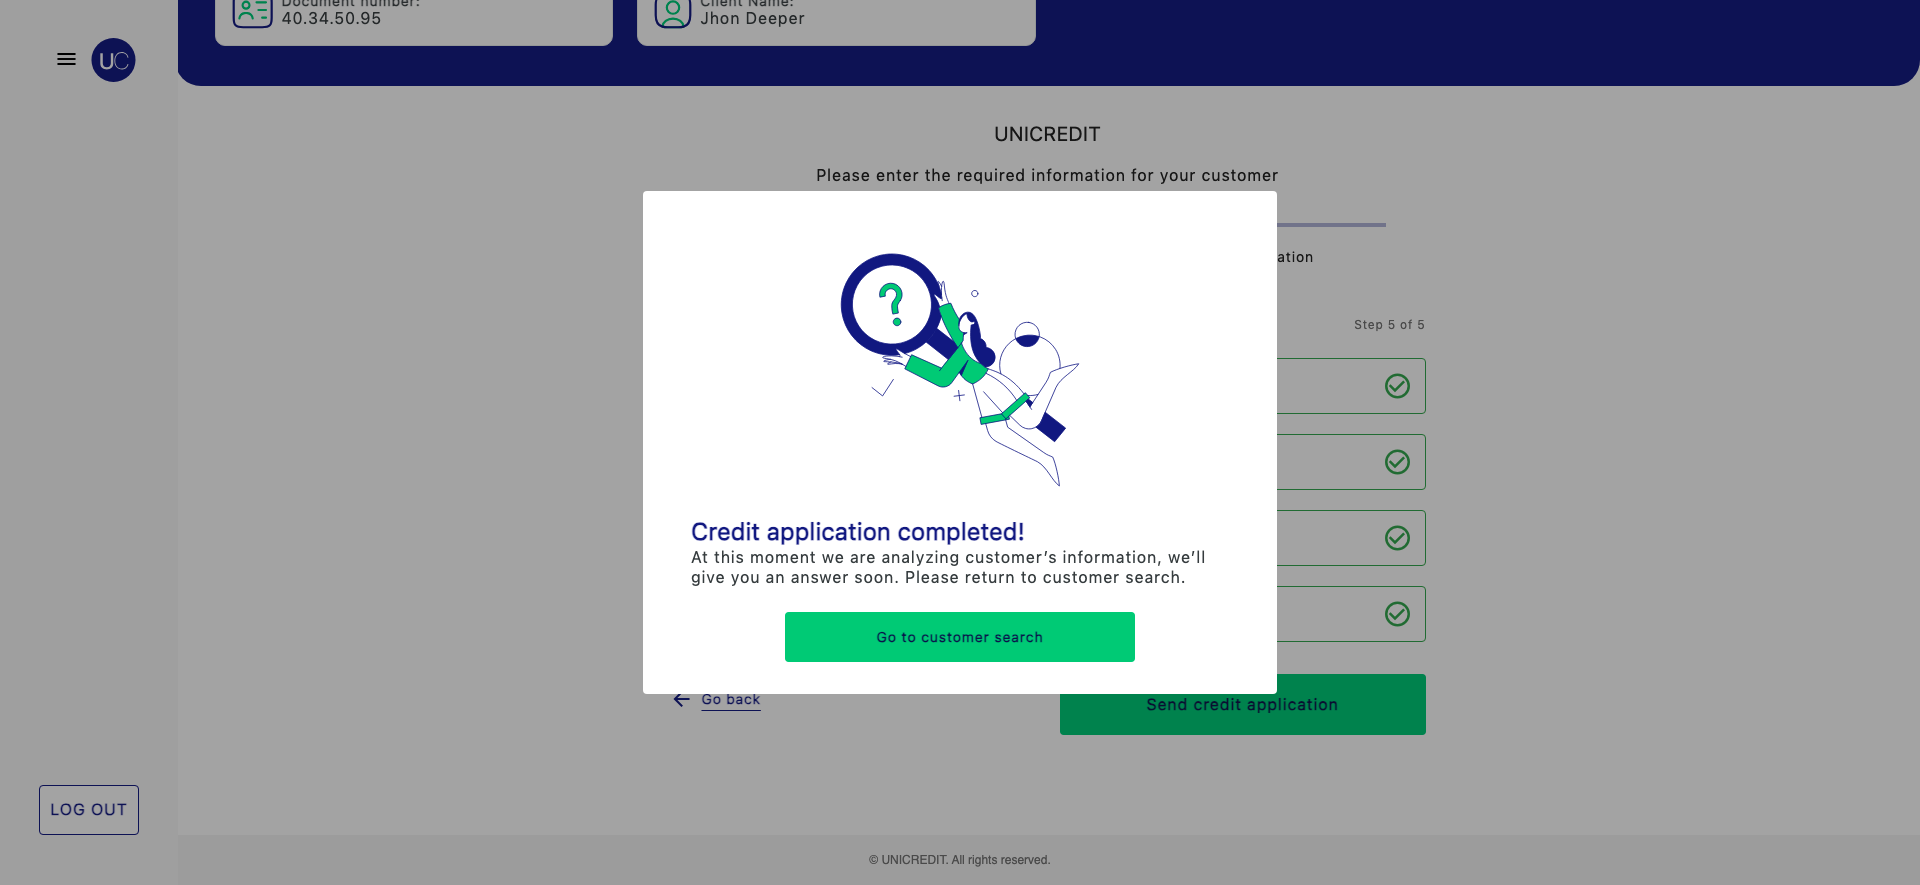 Document number:
40.34.50.95
Client Name:
Jhon Deeper
UC
UNICREDIT
Please enter the required information for your customer
ation
Step 5 of 5
?
Credit application completed!
At this moment we are analyzing customer’s information, we’ll
give you an answer soon. Please return to customer search.
Go to customer search
Go back
Send credit application
LOG OUT
© UNICREDIT. All rights reserved.